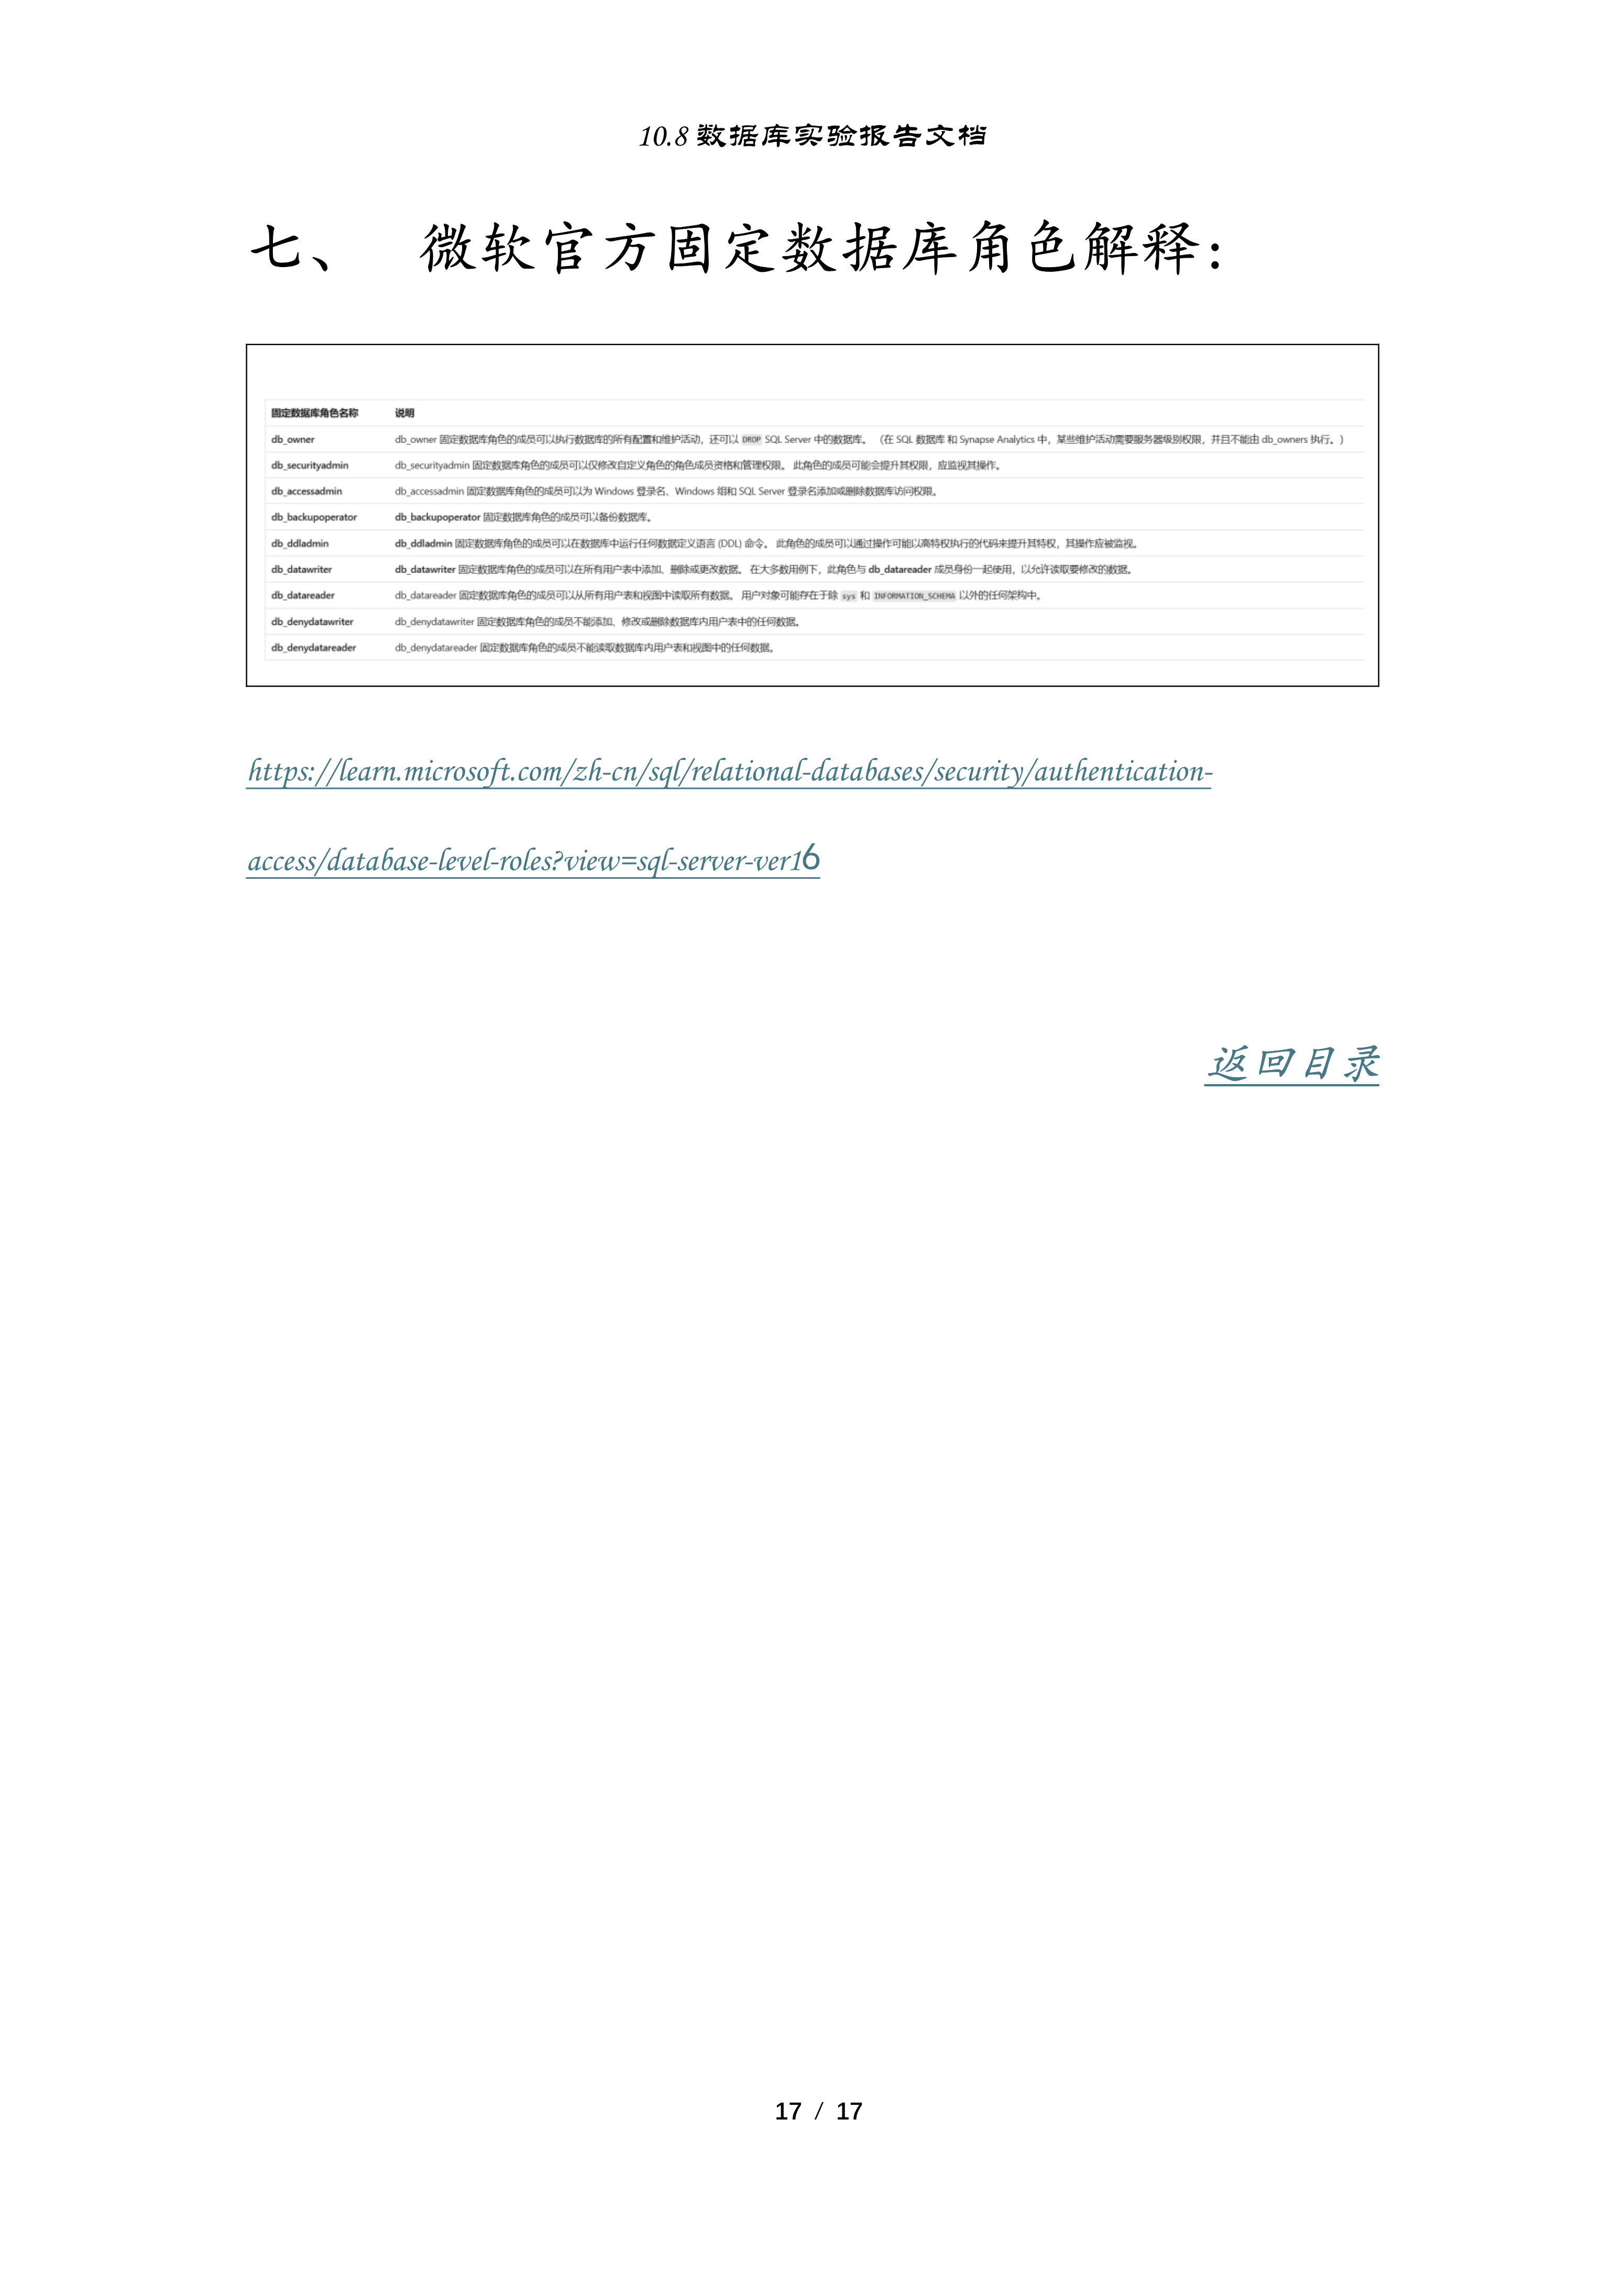 10.8 数据库实验报告文档
七、 微软官方固定数据库角色解释：
固定数据库角色名称 说明
db_owner db_owner 固定数据库角色的成员可以执行数据库的所有配置和维护活动，还可以 DROP SQL Server 中的数据库。 （在 SQL 数据库 和 Synapse Analytics 中，某些维护活动需要服务器级别权限，并且不能由 db_owners 执行。）
db_securityadmin db_securityadmin 固定数据库角色的成员可以仅修改自定义角色的角色成员资格和管理权限。 此角色的成员可能会提升其权限，应监视其操作。
db_accessadmin db_accessadmin 固定数据库角色的成员可以为 Windows 登录名、Windows 组和 SQL Server 登录名添加或删除数据库访问权限。
db_backupoperator db_backupoperator 固定数据库角色的成员可以备份数据库。
db_ddladmin db_ddladmin 固定数据库角色的成员可以在数据库中运行任何数据定义语言 (DDL) 命令。 此角色的成员可以通过操作可能以高特权执行的代码来提升其特权，其操作应被监视。
db_datawriter db_datawriter 固定数据库角色的成员可以在所有用户表中添加、删除或更改数据。 在大多数用例下，此角色与 db_datareader 成员身份一起使用，以允许读取要修改的数据。
db_datareader db_datareader 固定数据库角色的成员可以从所有用户表和视图中读取所有数据。 用户对象可能存在于除 sys 和 INFORMATION_SCHEMA 以外的任何架构中。
db_denydatawriter db_denydatawriter 固定数据库角色的成员不能添加、修改或删除数据库内用户表中的任何数据。
db_denydatareader db_denydatareader 固定数据库角色的成员不能读取数据库内用户表和视图中的任何数据。
https://learn.microsoft.com/zh-cn/sql/relational-databases/security/authentication-
access/database-level-roles?view=sql-server-ver16
返回目录
17 / 17